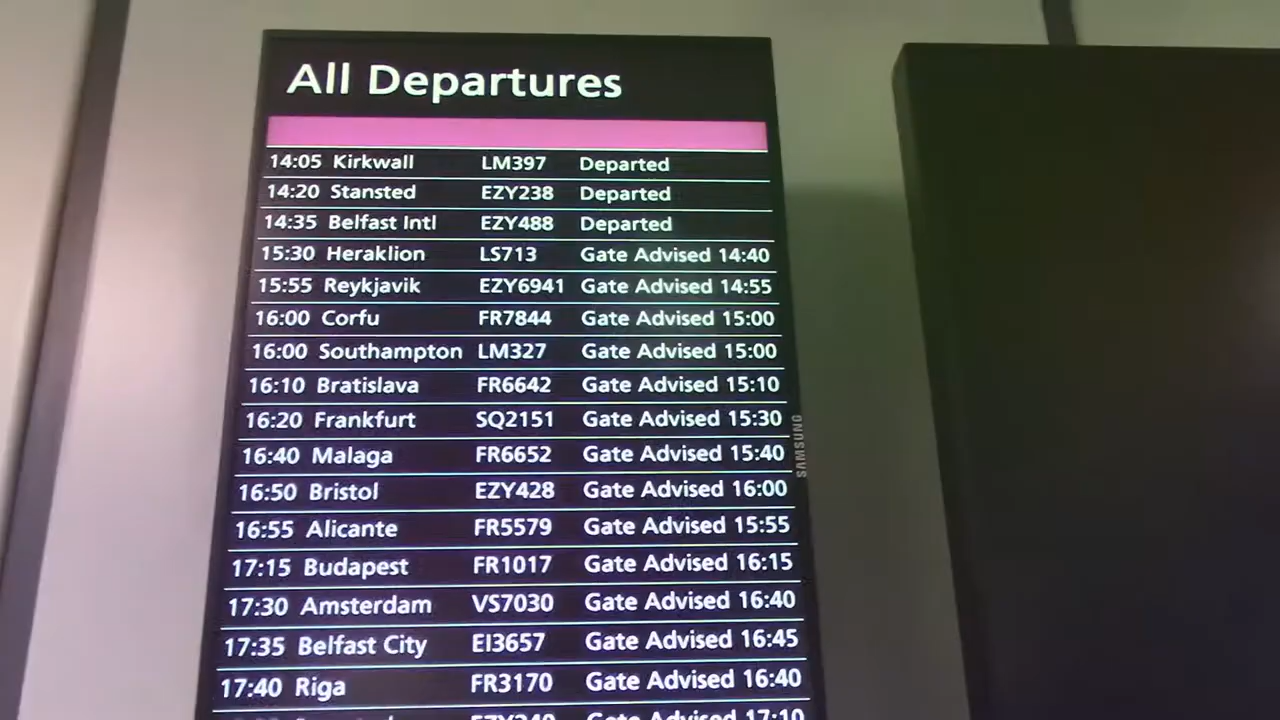 All Departures
14:05 Kirkwall LM397 Departed
14:20 Stansted EZY238 Departed
14:35 Belfast Intl EZY488 Departed
15:30 Heraklion LS713 Gate Advised 14:40
15:55 Reykjavik EZY6941 Gate Advised 14:55
16:00 Corfu FR7844 Gate Advised 15:00
16:00 Southampton LM327 Gate Advised 15:00
16:10 Bratislava FR6642 Gate Advised 15:10
16:20 Frankfurt SQ2151 Gate Advised 15:30
16:40 Malaga FR6652 Gate Advised 15:40
16:50 Bristol EZY428 Gate Advised 16:00
16:55 Alicante FR5579 Gate Advised 15:55
17:15 Budapest FR1017 Gate Advised 16:15
17:30 Amsterdam VS7030 Gate Advised 16:40
17:35 Belfast City EI3657 Gate Advised 16:45
17:40 Riga FR3170 Gate Advised 16:40
Gate Advised 17:10
SAMSUNG